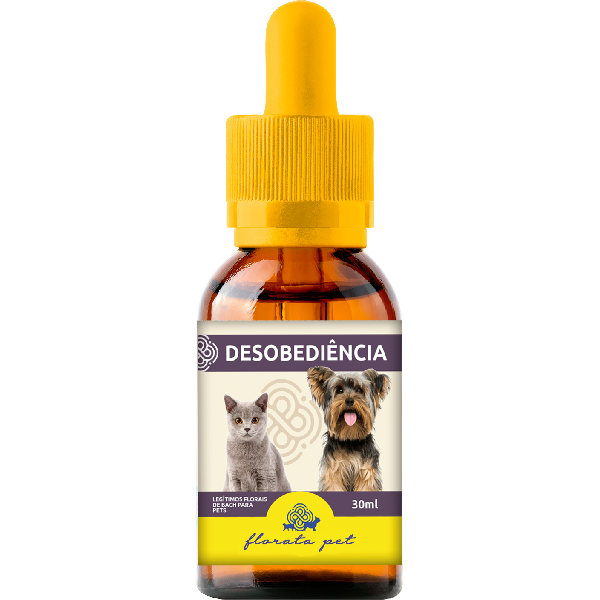 DESOBEDIÊNCIA
LEGÍTIMOS FLORAIS
DE BACH PARA
PETS
30ml
florata pet